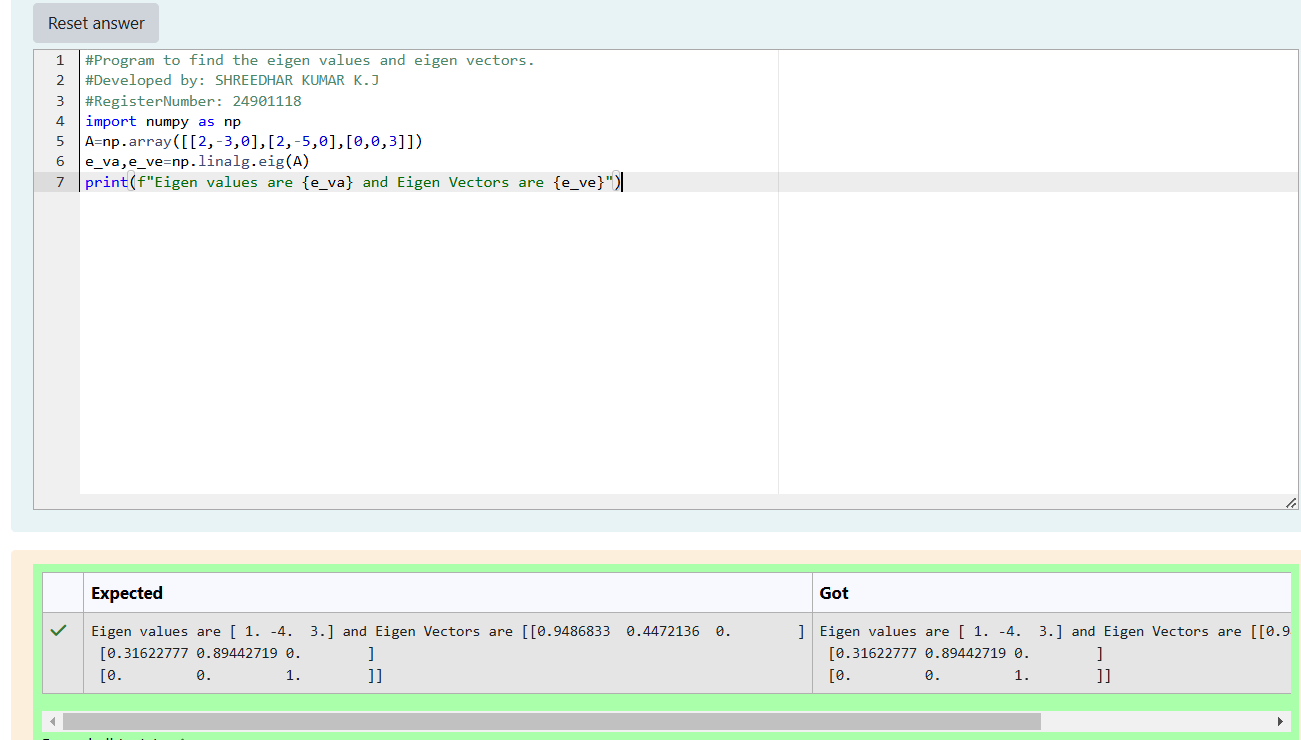 Reset answer
1 #Program to find the eigen values and eigen vectors.
2 #Developed by: SHREEDHAR KUMAR K.J
3 #RegisterNumber: 24901118
4 import numpy as np
5 A=np.array([[2,-3,0],[2,-5,0],[0,0,3]])
6 e_va,e_ve=np.linalg.eig(A)
7 print(f"Eigen values are {e_va} and Eigen Vectors are {e_ve}")
Expected Got
Eigen values are [ 1. -4.  3.] and Eigen Vectors are [[0.9486833  0.4472136  0.        ] Eigen values are [ 1. -4.  3.] and Eigen Vectors are [[0.9
[0.31622777 0.89442719 0.        ] [0.31622777 0.89442719 0.        ]
[0.         0.         1.        ]] [0.         0.         1.        ]]